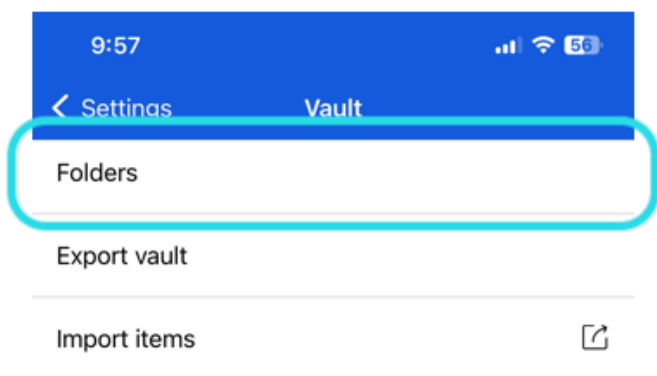 9:57 56
Settings Vault
Folders
Export vault
Import items